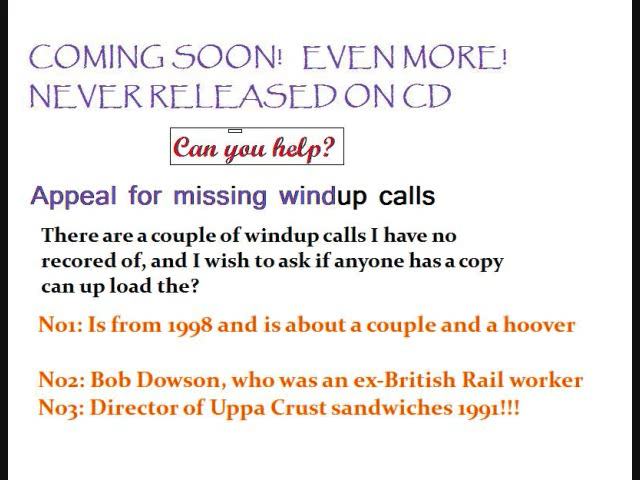 COMING SOON! EVEN MORE!
NEVER RELEASED ON CD
Can you help?
Appeal for missing windup calls
There are a couple of windup calls I have no
recored of, and I wish to ask if anyone has a copy
can up load the?
No1: Is from 1998 and is about a couple and a hoover
No2: Bob Dowson, who was an ex-British Rail worker
No3: Director of Uppa Crust sandwiches 1991!!!